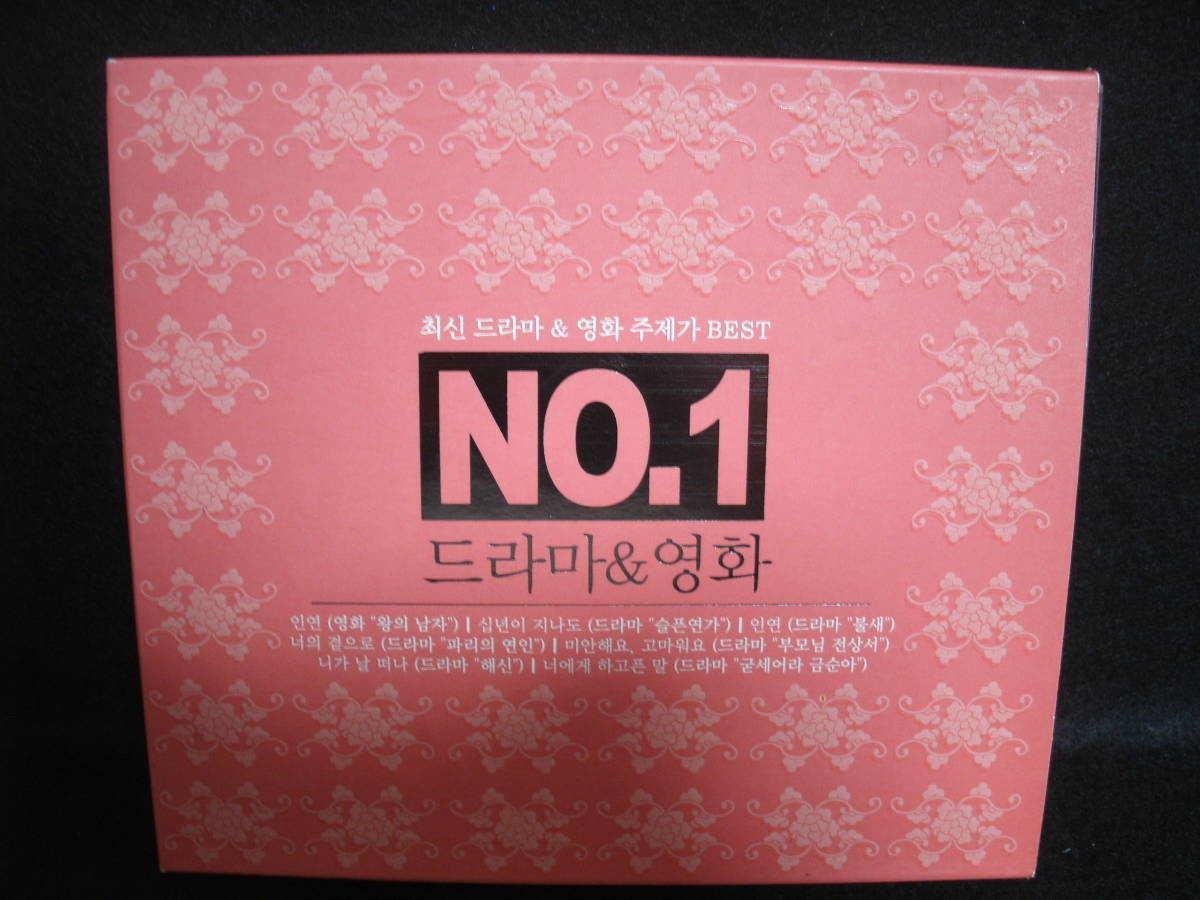 최신 드라마 & 영화 주제가 BEST
NO.1
드라마&영화
인연 (영화 "왕의 남자") | 십년이 지나도 (드라마 "슬픈연가") | 인연 (드라마 "불새")
너의 곁으로 (드라마 "파리의 연인") | 미안해요, 고마워요 (드라마 "부모님 전상서")
니가 날 떠나 (드라마 "해신") | 너에게 하고픈 말 (드라마 "굳세어라 금순아")